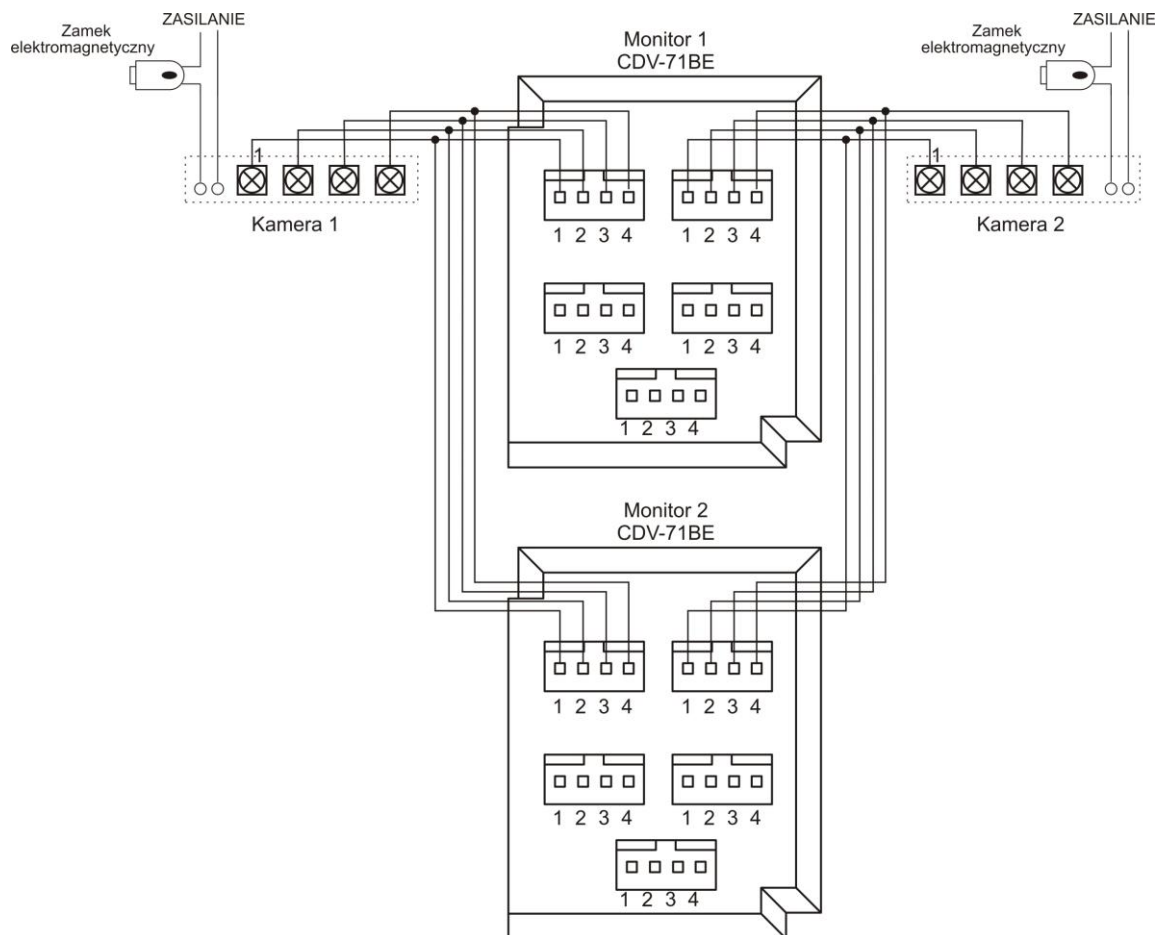 ZASILANIE
Zamek
elektromagnetyczny
Monitor 1
CDV-71BE
ZASILANIE
Zamek
elektromagnetyczny
1
Kamera 1
1
Kamera 2
1 2 3 4
1 2 3 4
1 2 3 4
1 2 3 4
1 2 3 4
Monitor 2
CDV-71BE
1 2 3 4
1 2 3 4
1 2 3 4
1 2 3 4
1 2 3 4